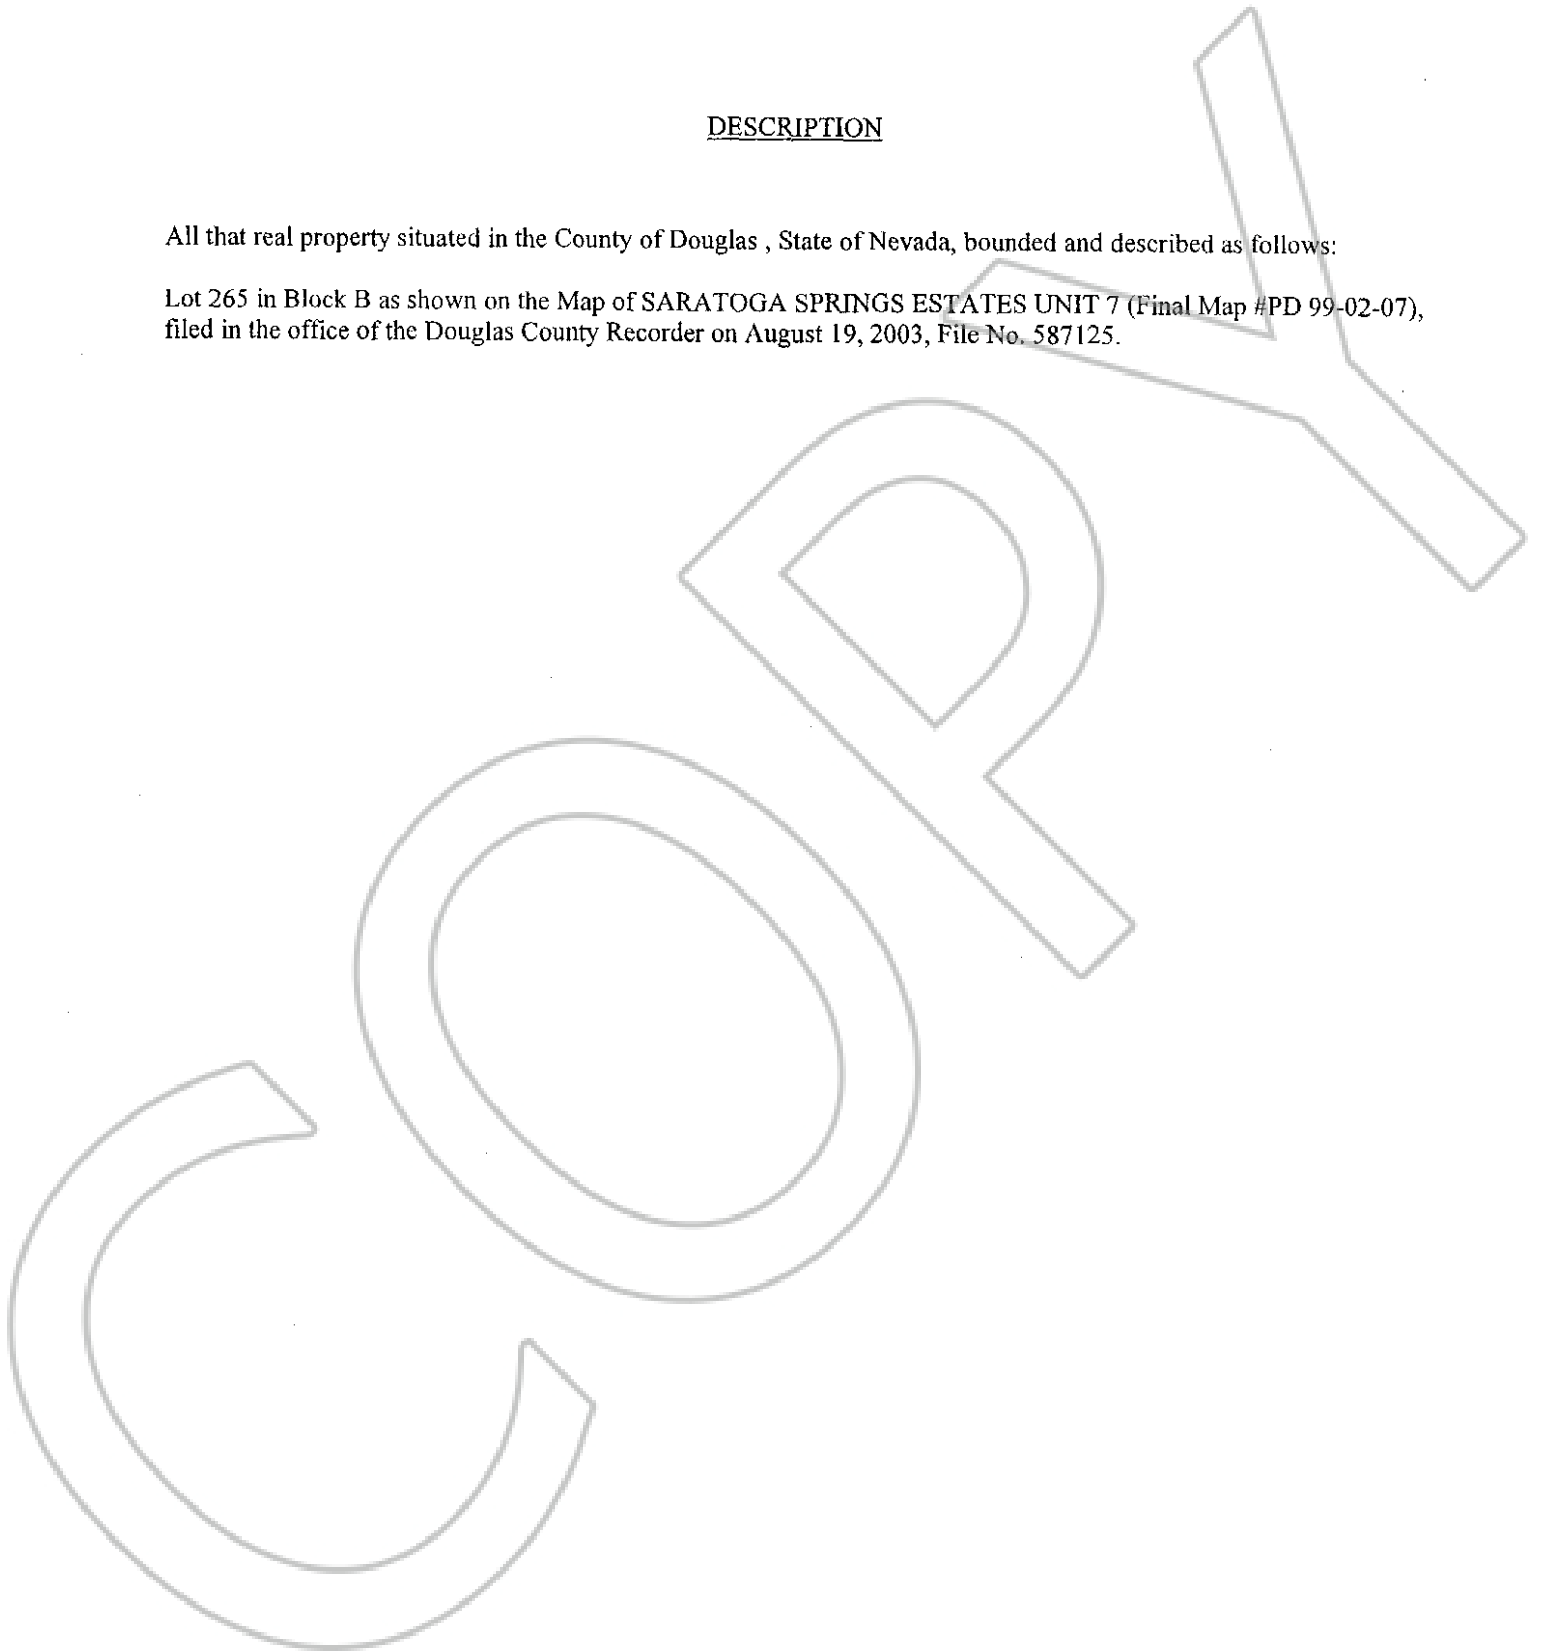 DESCRIPTION
All that real property situated in the County of Douglas , State of Nevada, bounded and described as follows:
Lot 265 in Block B as shown on the Map of SARATOGA SPRINGS ESTATES UNIT 7 (Final Map #PD 99-02-07),
filed in the office of the Douglas County Recorder on August 19, 2003, File No. 587125.
COPY